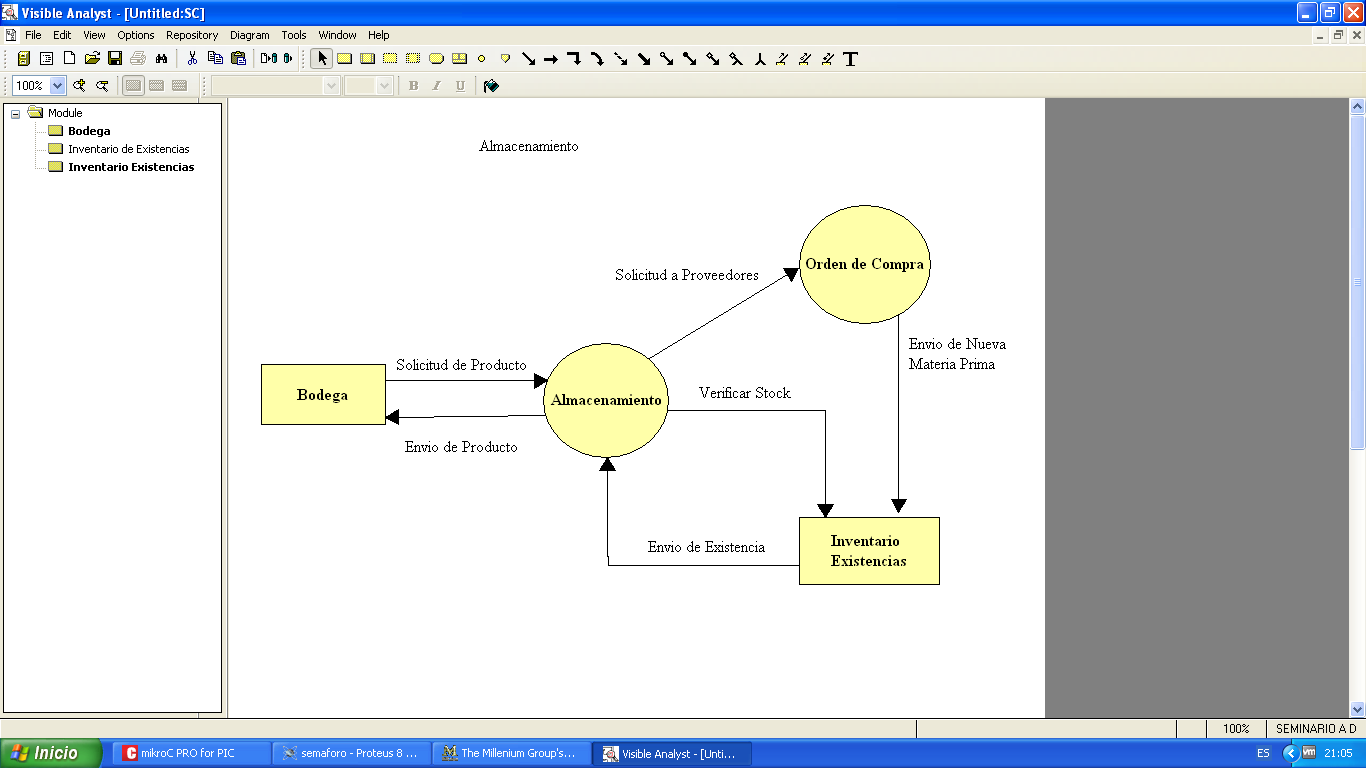 Visible Analyst - [Untitled:SC]
File Edit View Options Repository Diagram Tools Window Help
T
100% B I U
Module
Bodega
Inventario de Existencias
Inventario Existencias
Almacenamiento
Orden de Compra
Solicitud a Proveedores
Envio de Nueva
Materia Prima
Solicitud de Producto
Bodega
Almacenamiento
Verificar Stock
Envio de Producto
Envio de Existencia
Inventario
Existencias
100% SEMINARIO A D
Inicio mikroC PRO for PIC semaforo - Proteus 8 ... The Millenium Group's... Visible Analyst - [Unti... ES vm 21:05